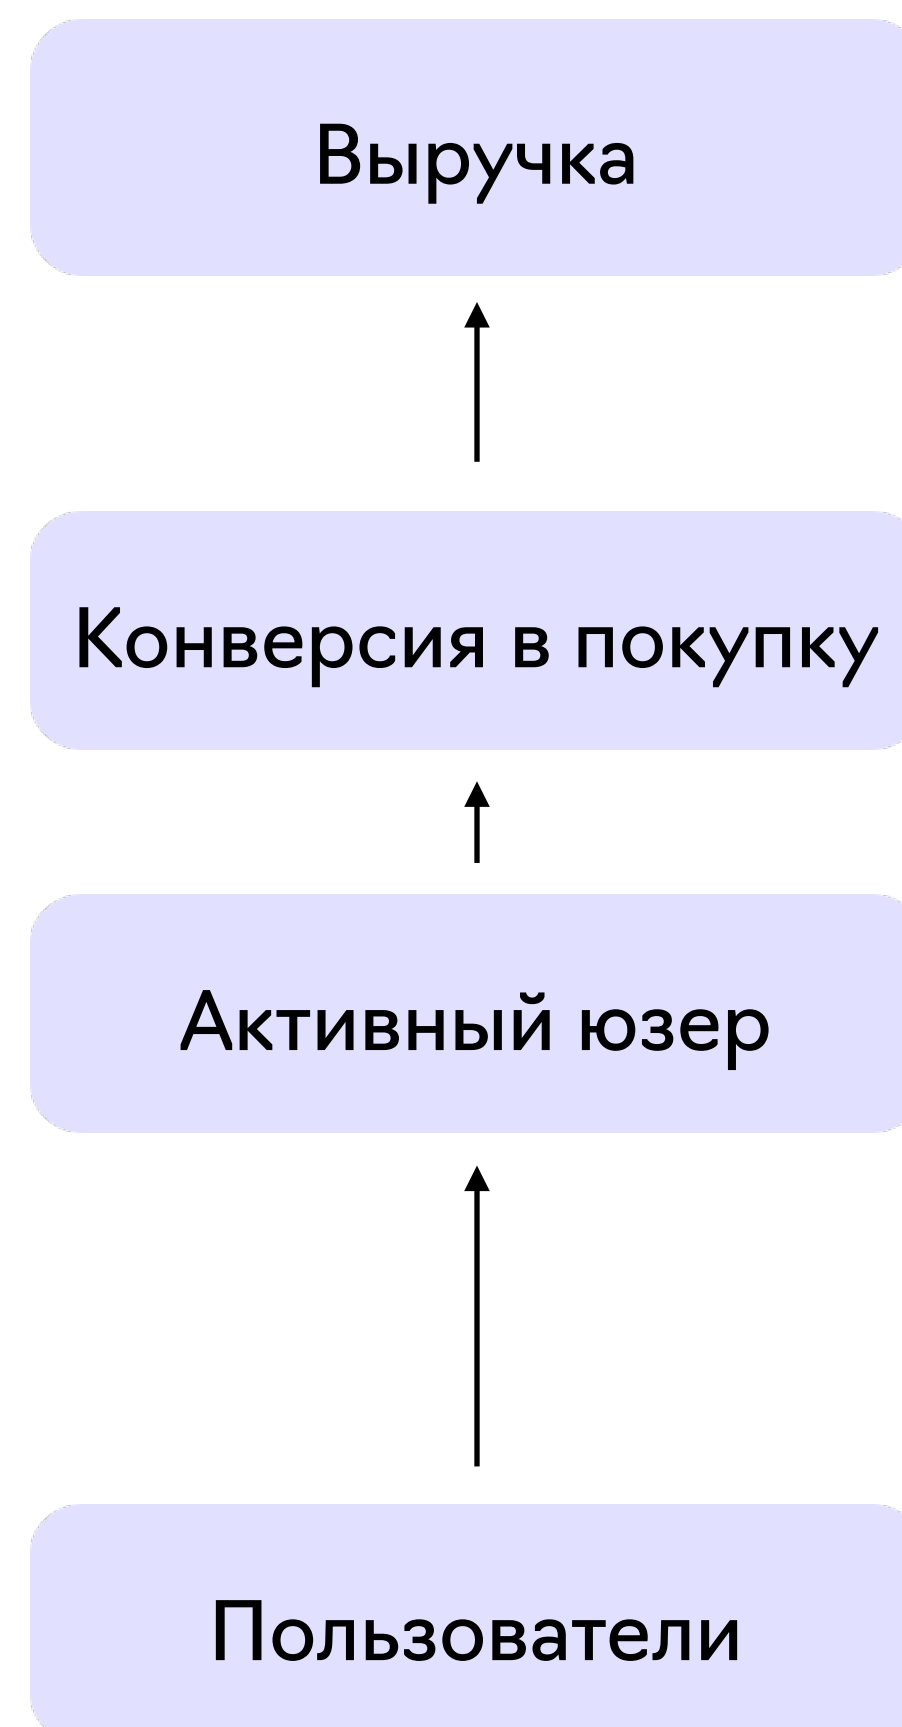 Выручка
Конверсия в покупку
Активный юзер
Пользователи